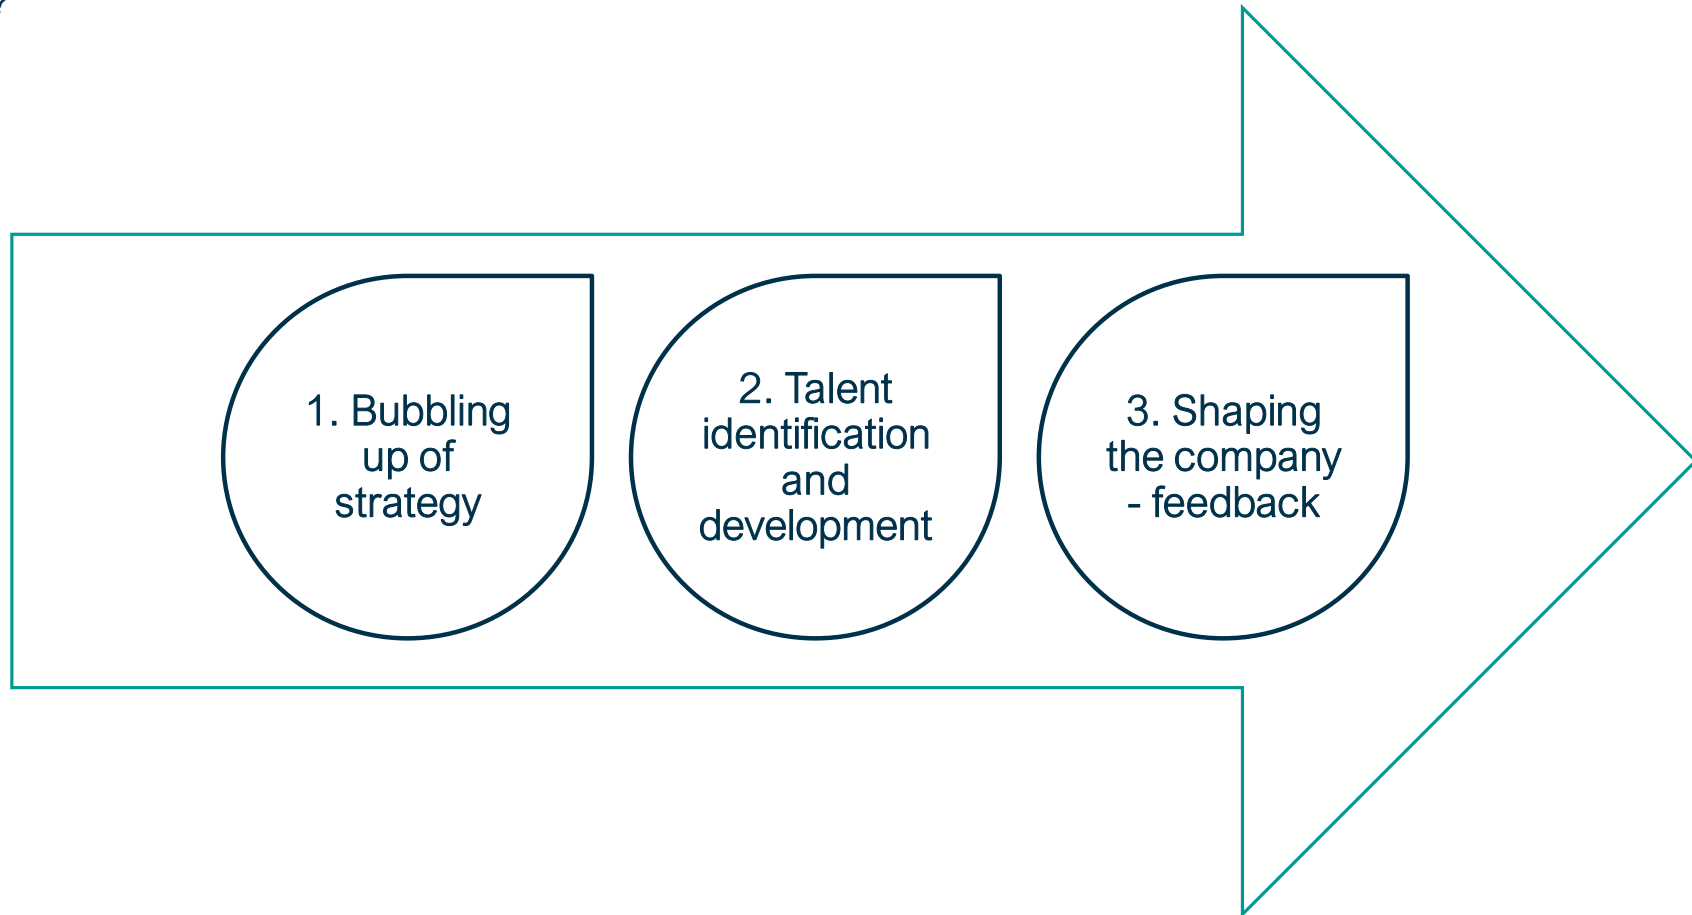 1. Bubbling
up of
strategy
2. Talent
identification
and
development
3. Shaping
the company
- feedback